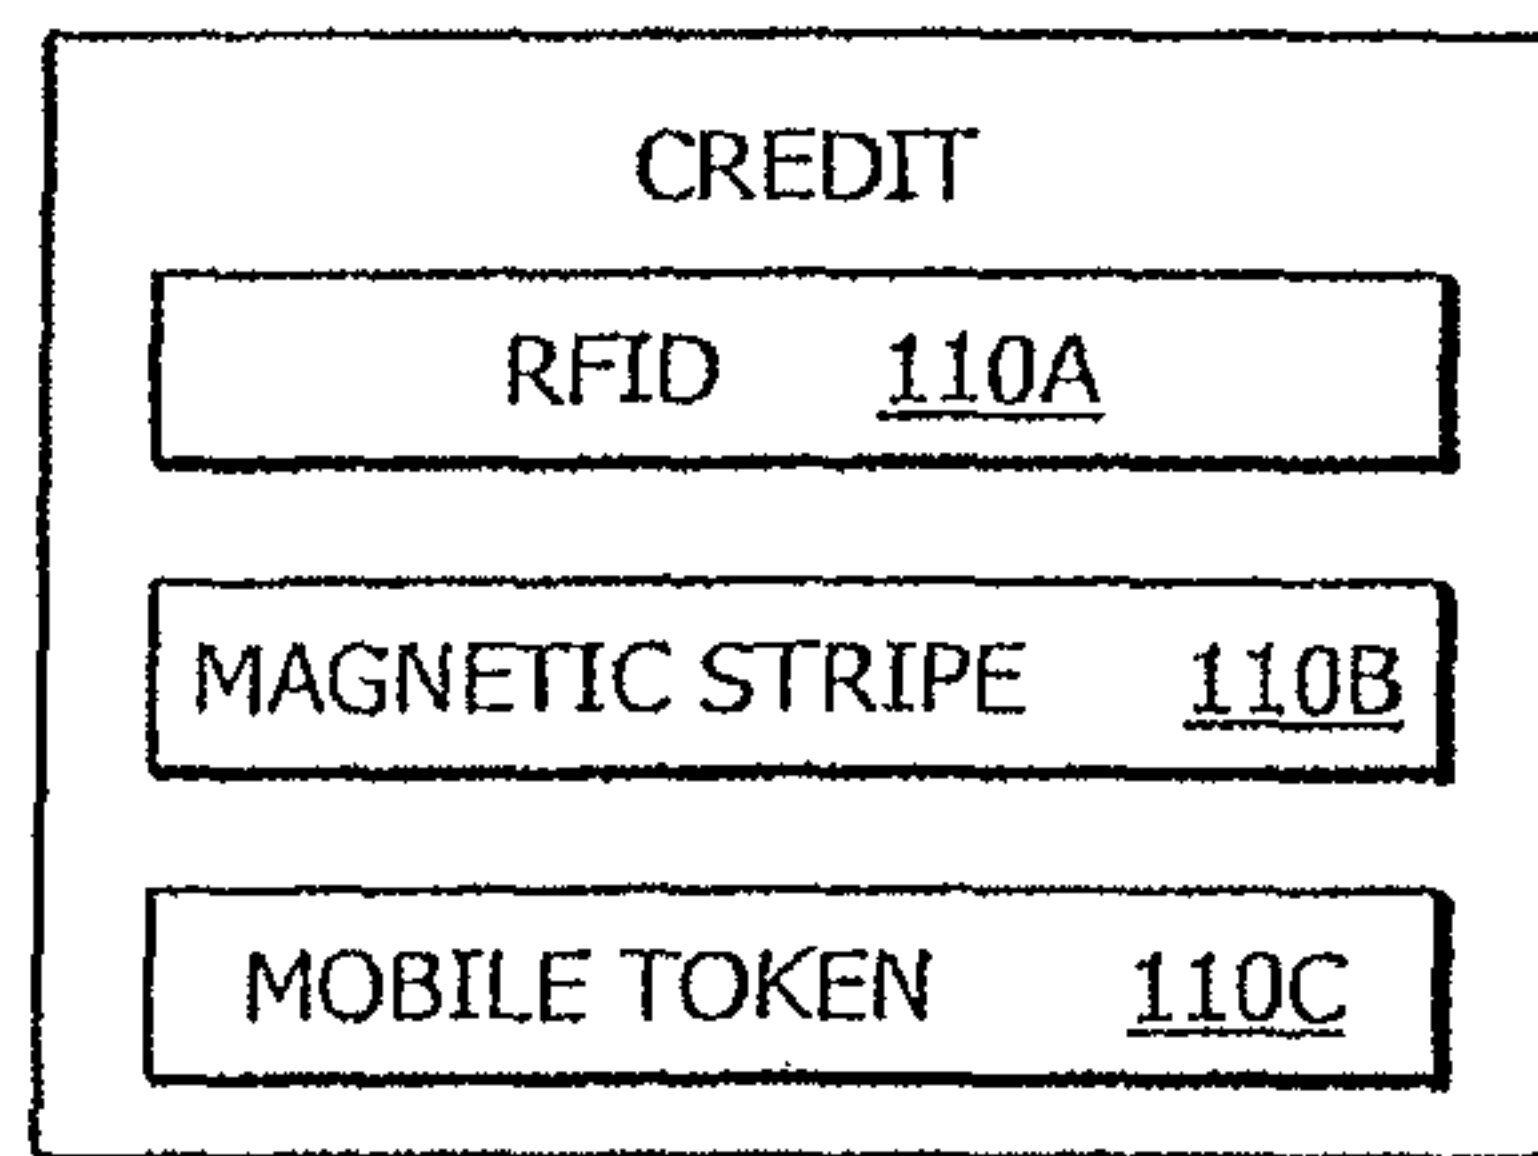 CREDIT
RFID 110A
MAGNETIC STRIPE 110B
MOBILE TOKEN 110C